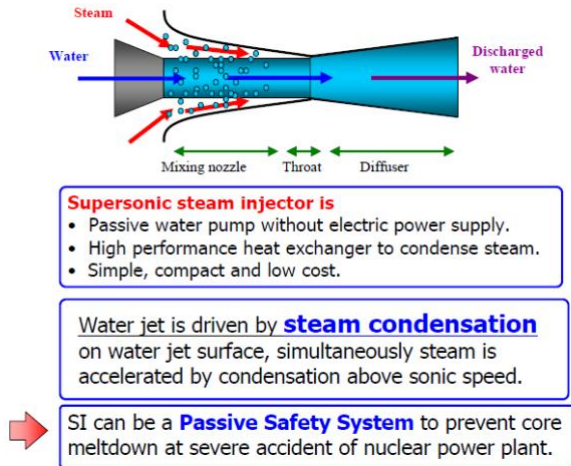 Steam
Water
Discharged
water
Mixing nozzle Throat Diffuser
Supersonic steam injector is
• Passive water pump without electric power supply.
• High performance heat exchanger to condense steam.
• Simple, compact and low cost.
Water jet is driven by steam condensation
on water jet surface, simultaneously steam is
accelerated by condensation above sonic speed.
SI can be a Passive Safety System to prevent core
meltdown at severe accident of nuclear power plant.